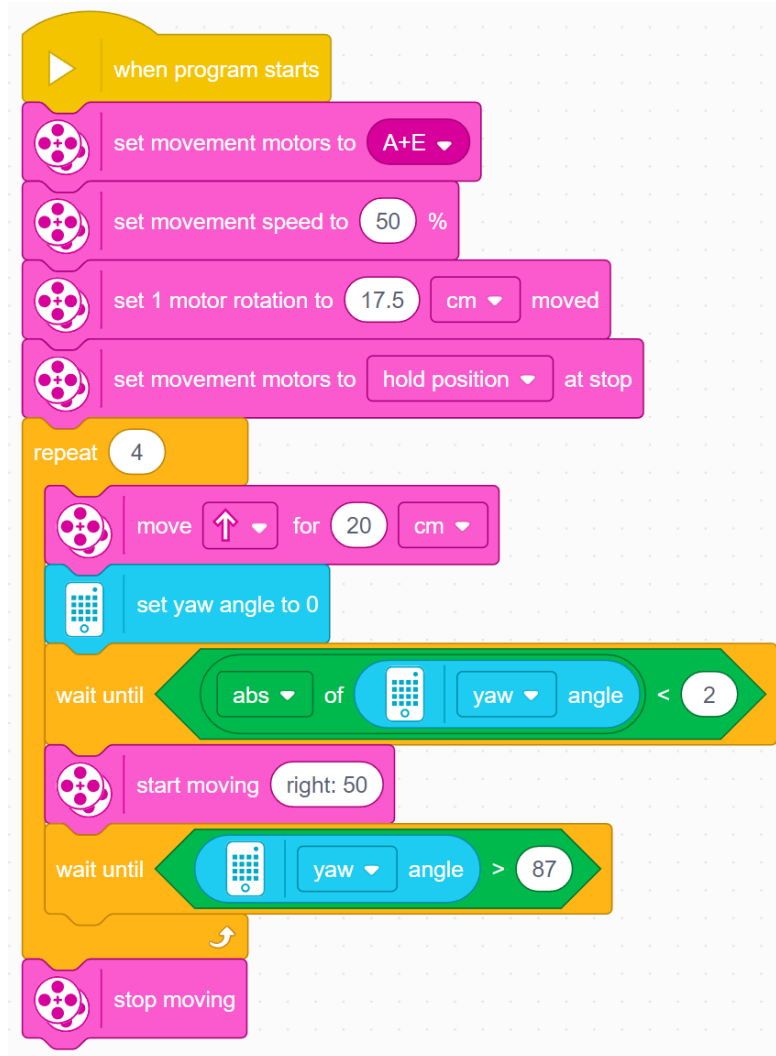 when program starts
set movement motors to A+E
set movement speed to 50 %
set 1 motor rotation to 17.5 cm moved
set movement motors to hold position at stop
repeat 4
move for 20 cm
set yaw angle to 0
wait until abs of yaw angle < 2
start moving right: 50
wait until yaw angle > 87
stop moving